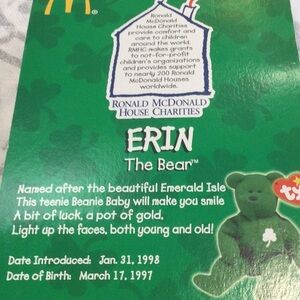 Ronald
McDonald
House Charities
provide comfort and
care to children
around the world.
RMHC makes grants
to not-for-profit
children's organizations
and provides support
to nearly 200 Ronald
McDonald Houses
worldwide.
RONALD McDONALD
HOUSE CHARITIES
ERIN
The Bear™
Named after the beautiful Emerald Isle
This teenie Beanie Baby will make you smile
A bit of luck, a pot of gold,
Light up the faces, both young and old!
ty
Date Introduced: Jan. 31, 1998
Date of Birth: March 17, 1997